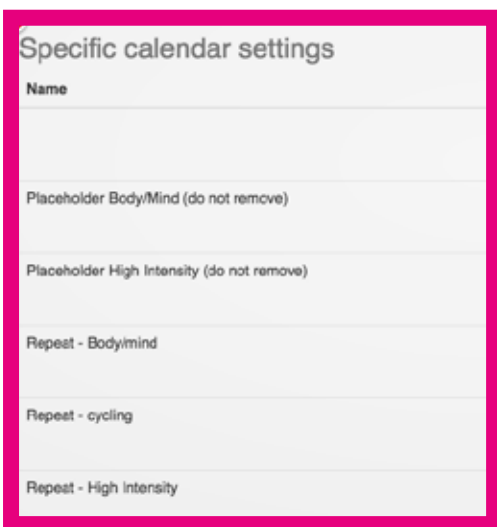 Specific calendar settings
Name
Placeholder Body/Mind (do not remove)
Placeholder High Intensity (do not remove)
Repeat - Body/mind
Repeat - cycling
Repeat - High Intensity